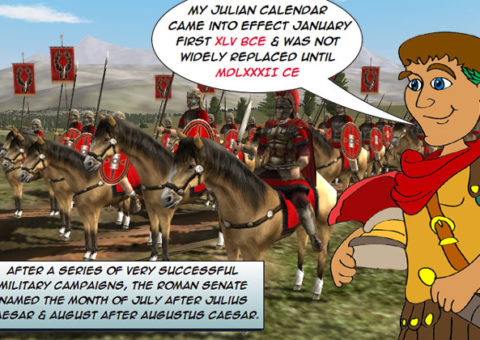 MY JULIAN CALENDAR
CAME INTO EFFECT JANUARY
FIRST XLV BCE & WAS NOT
WIDELY REPLACED UNTIL
MDLXXXII CE
AFTER A SERIES OF VERY SUCCESSFUL
MILITARY CAMPAIGNS, THE ROMAN SENATE
NAMED THE MONTH OF JULY AFTER JULIUS
AESAR & AUGUST AFTER AUGUSTUS CAESAR.